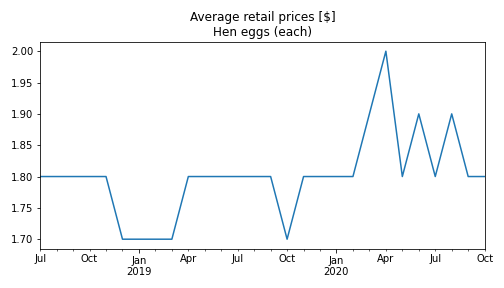 Average retail prices [$]
Hen eggs (each)
2.00
1.95
1.90
1.85
1.80
1.75
1.70
Jul Oct Jan Apr Jul Oct Jan Apr Jul Oct
2019 2020